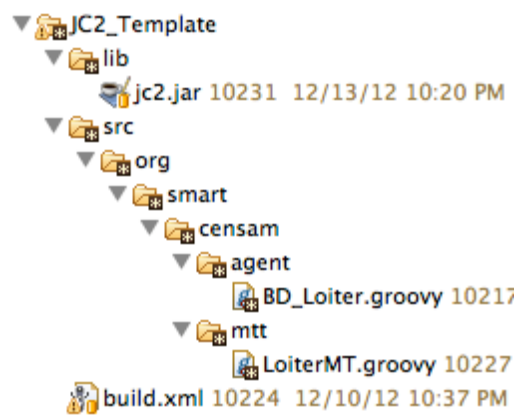 JC2_Template
lib
jc2.jar 10231 12/13/12 10:20 PM
src
org
smart
censam
agent
BD_Loiter.groovy 10217
mtt
LoiterMT.groovy 10227
build.xml 10224 12/10/12 10:37 PM